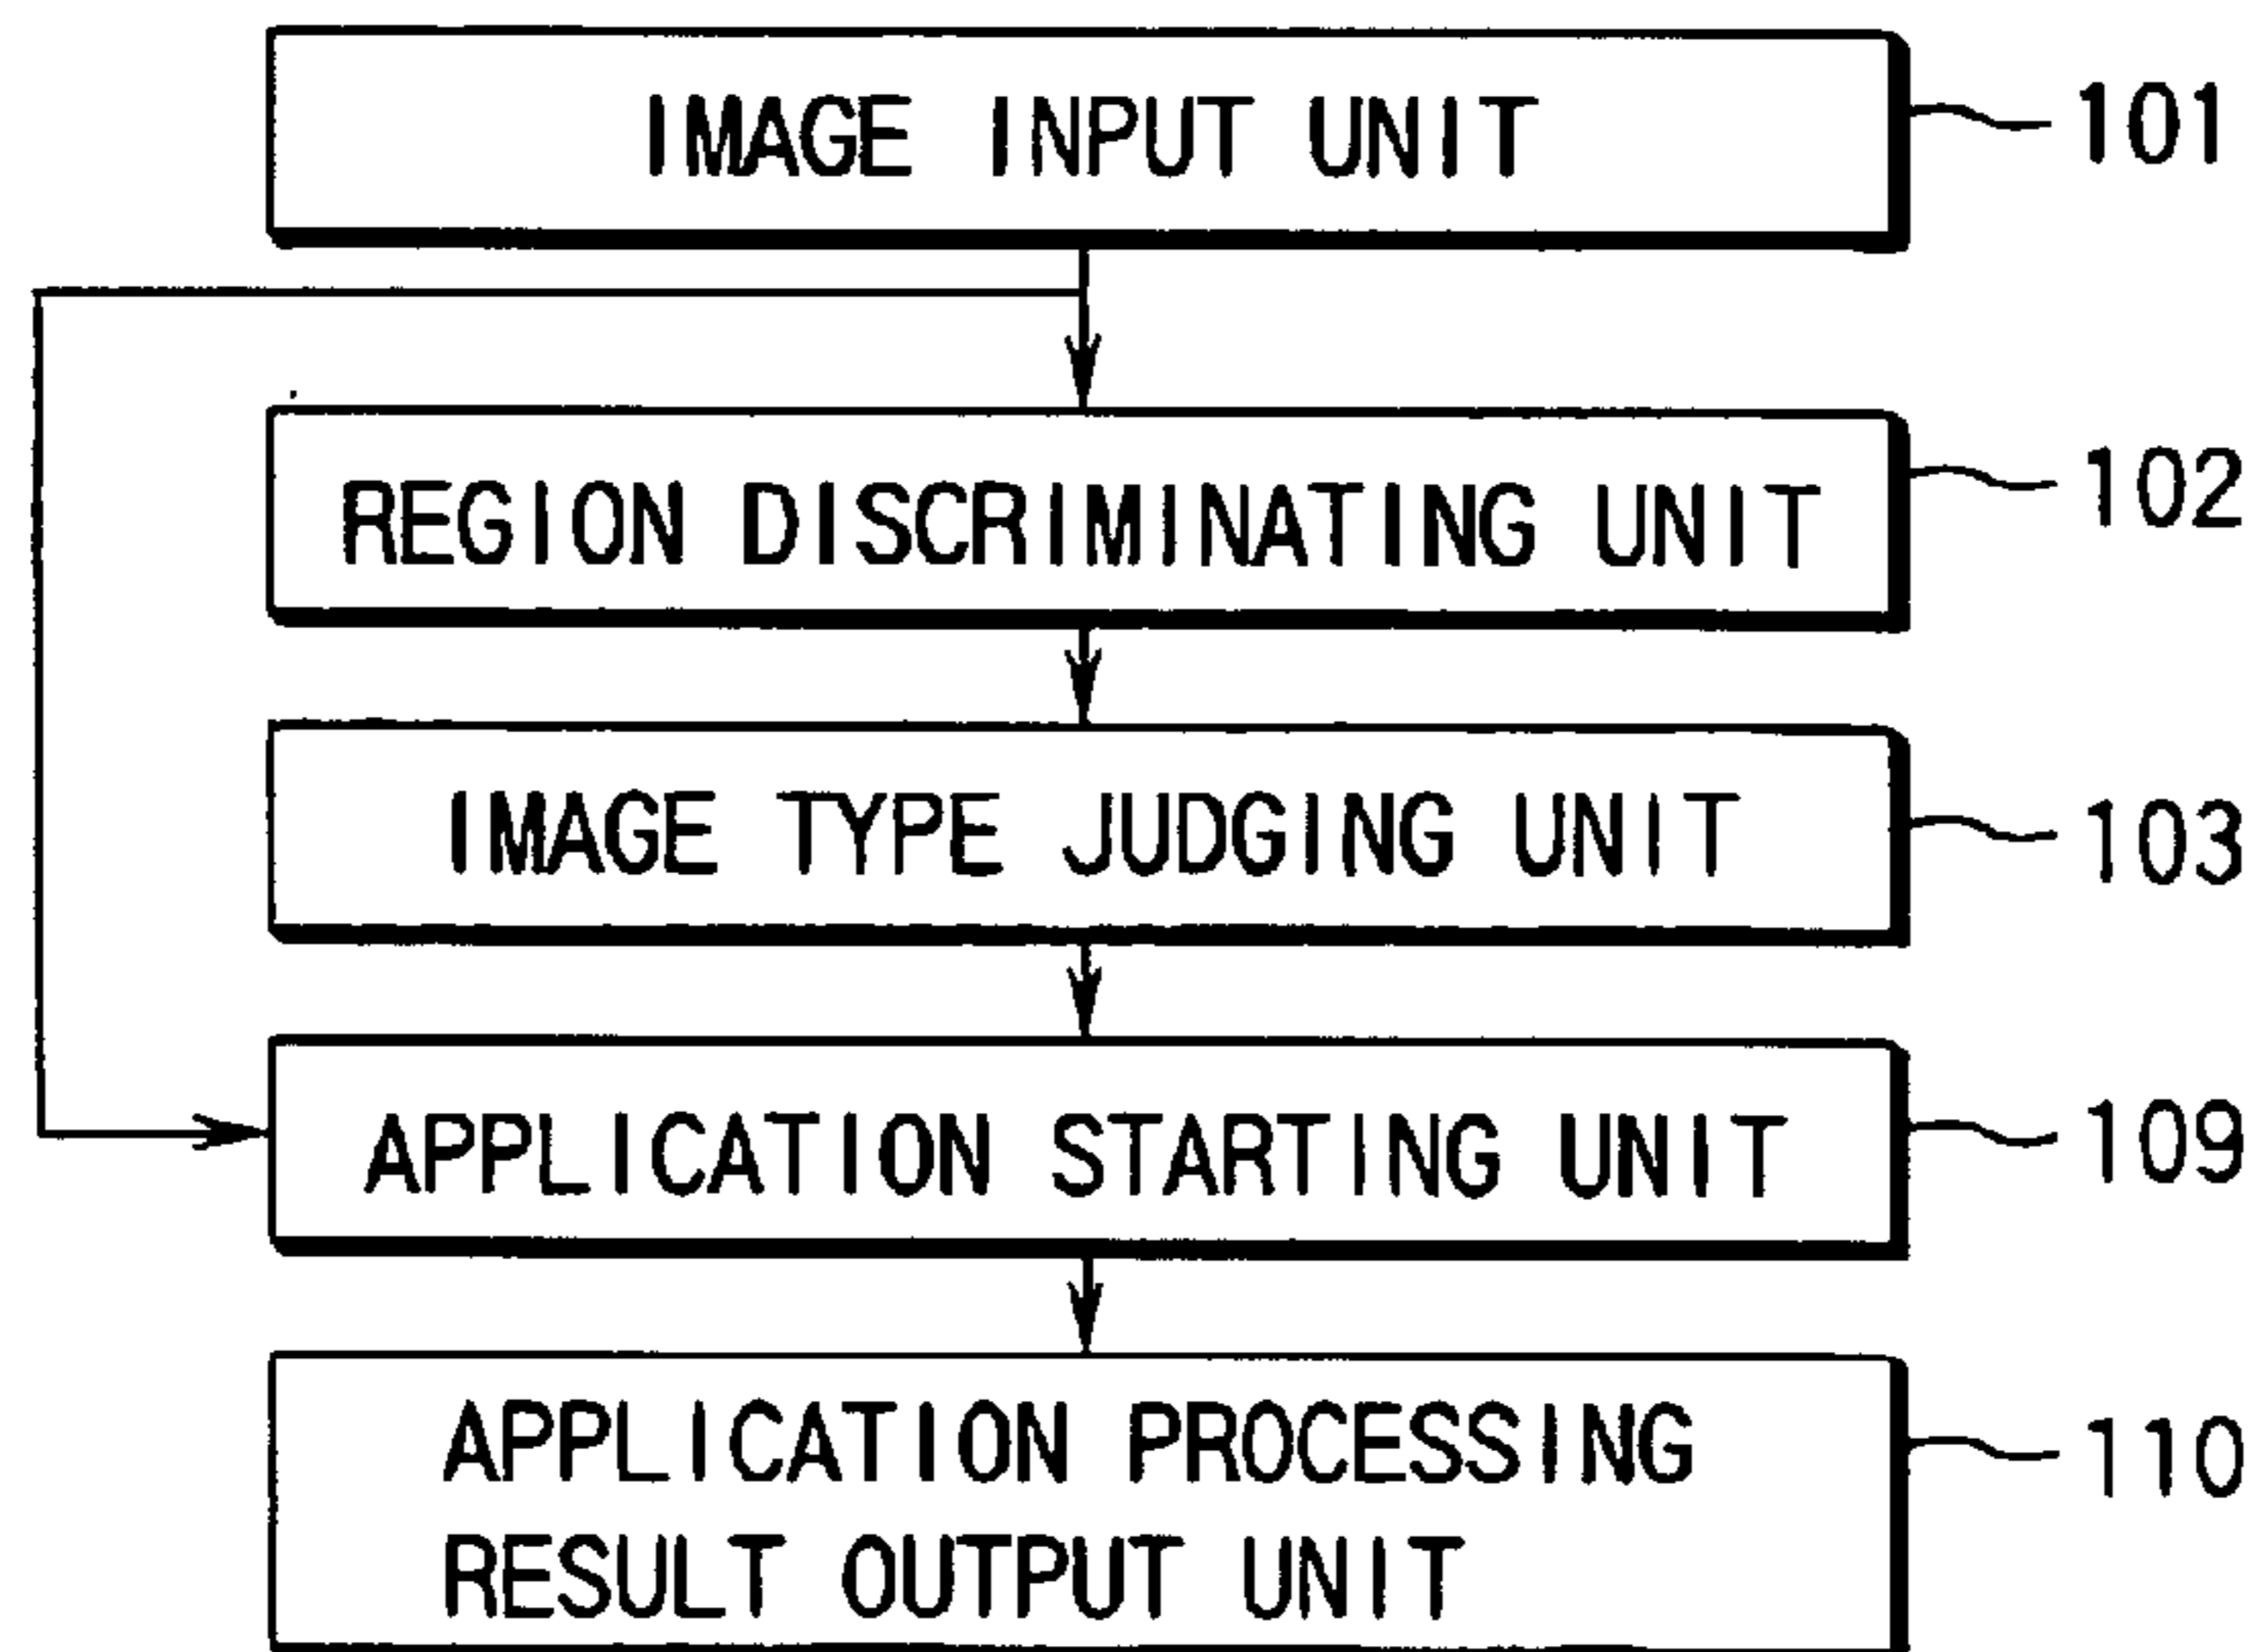 IMAGE INPUT UNIT 101
REGION DISCRIMINATING UNIT 102
IMAGE TYPE JUDGING UNIT 103
APPLICATION STARTING UNIT 109
APPLICATION PROCESSING 110
RESULT OUTPUT UNIT